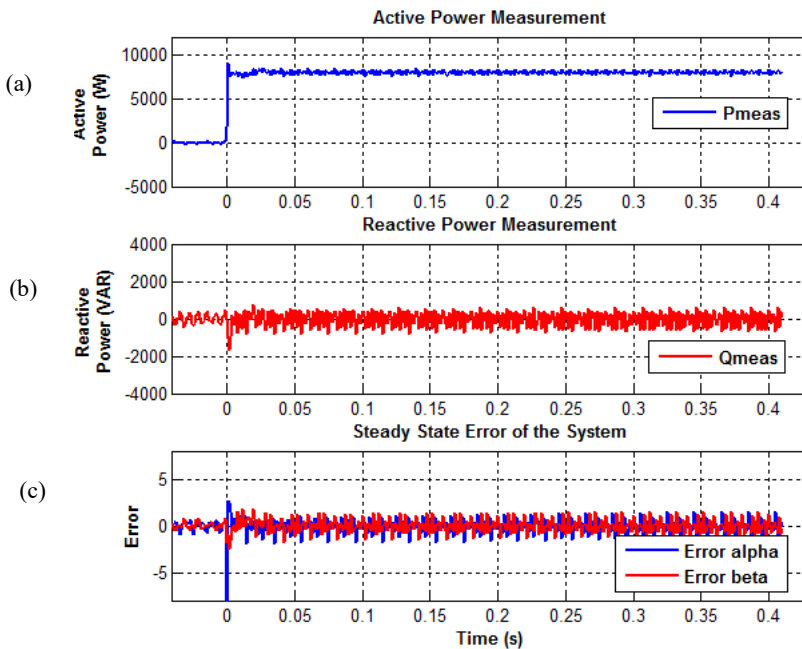 Active Power Measurement
(a)
Active
Power (W)
10000
5000
0
-5000
Pmeas
0 0.05 0.1 0.15 0.2 0.25 0.3 0.35 0.4
Reactive Power Measurement
(b)
Reactive
Power (VAR)
4000
2000
0
-2000
-4000
Qmeas
0 0.05 0.1 0.15 0.2 0.25 0.3 0.35 0.4
Steady State Error of the System
(c)
Error
5
0
-5
Error alpha
Error beta
0 0.05 0.1 0.15 0.2 0.25 0.3 0.35 0.4
Time (s)